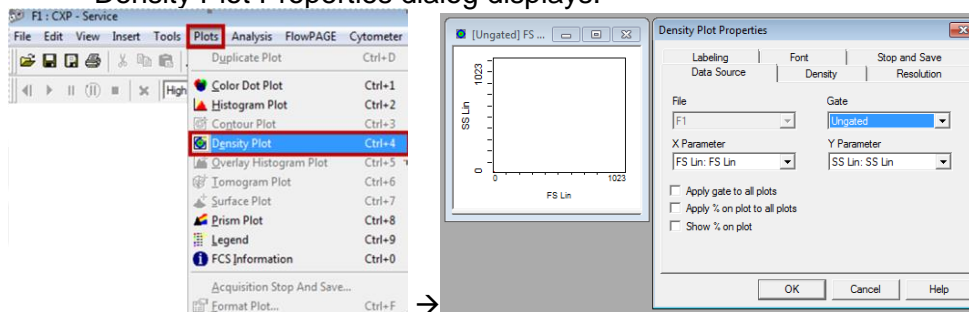 Density Plot Properties dialog displays.
F1 : CXP - Service
File Edit View Insert Tools Plots Analysis FlowPAGE Cytometer
High
Duplicate Plot Ctrl+D
Color Dot Plot Ctrl+1
Histogram Plot Ctrl+2
Contour Plot Ctrl+3
Density Plot Ctrl+4
Overlay Histogram Plot Ctrl+5
Tomogram Plot Ctrl+6
Surface Plot Ctrl+7
Prism Plot Ctrl+8
Legend Ctrl+9
FCS Information Ctrl+0
Acquisition Stop And Save...
Format Plot... Ctrl+F
→
[Ungated] FS ...
1023
SS Lin
0
0 1023
FS Lin
Density Plot Properties
Labeling Font Stop and Save
Data Source Density Resolution
File Gate
F1 Ungated
X Parameter Y Parameter
FS Lin: FS Lin SS Lin: SS Lin
Apply gate to all plots
Apply % on plot to all plots
Show % on plot
OK Cancel Help